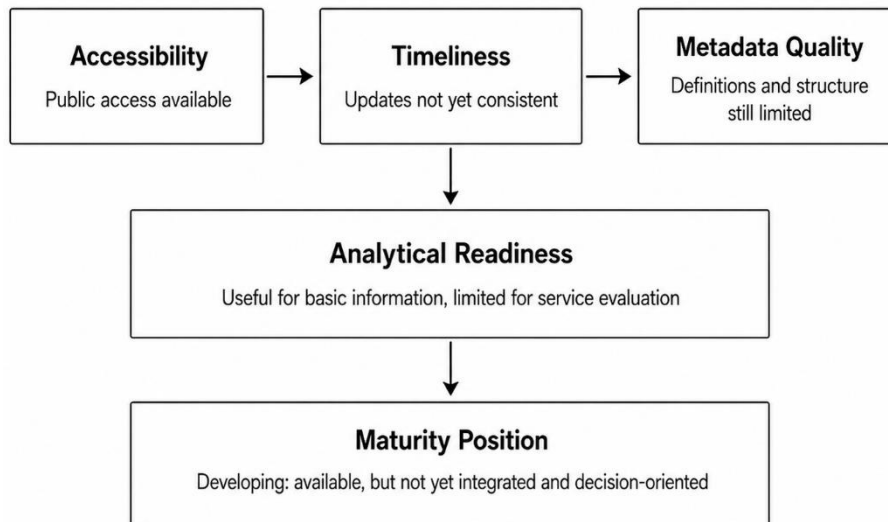 Accessibility
Public access available
Timeliness
Updates not yet consistent
Metadata Quality
Definitions and structure
still limited
Analytical Readiness
Useful for basic information, limited for service evaluation
Maturity Position
Developing: available, but not yet integrated and decision-oriented